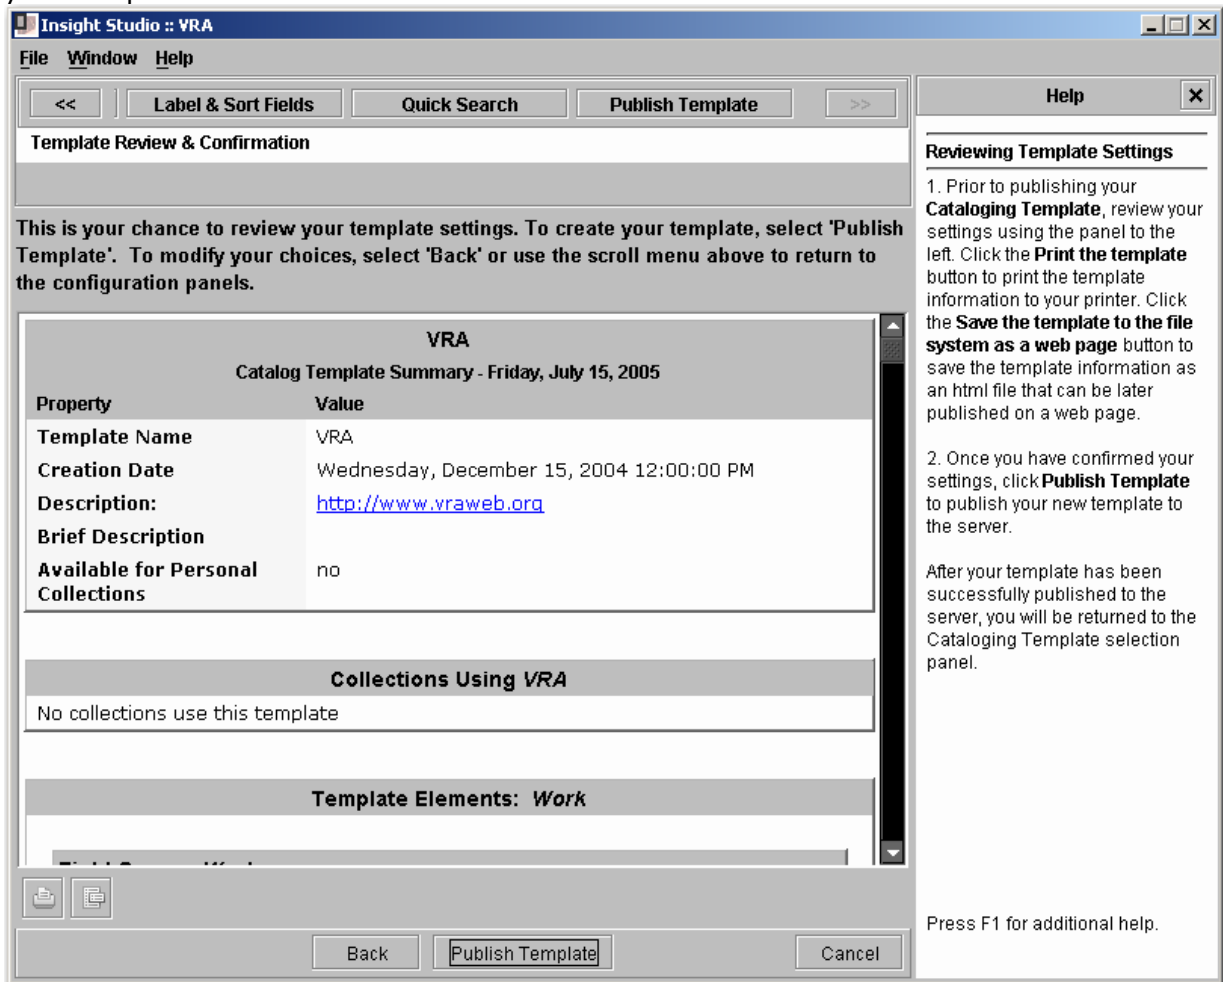 Insight Studio :: VRA
File Window Help
<< Label & Sort Fields Quick Search Publish Template >>
Template Review & Confirmation
This is your chance to review your template settings. To create your template, select 'Publish
Template'. To modify your choices, select 'Back' or use the scroll menu above to return to
the configuration panels.
VRA
Catalog Template Summary - Friday, July 15, 2005
Property Value
Template Name VRA
Creation Date Wednesday, December 15, 2004 12:00:00 PM
Description: http://www.vraweb.org
Brief Description
Available for Personal no
Collections
Collections Using VRA
No collections use this template
Template Elements: Work
Back Publish Template Cancel
Help
Reviewing Template Settings
1. Prior to publishing your
Cataloging Template, review your
settings using the panel to the
left. Click the Print the template
button to print the template
information to your printer. Click
the Save the template to the file
system as a web page button to
save the template information as
an html file that can be later
published on a web page.
2. Once you have confirmed your
settings, click Publish Template
to publish your new template to
the server.
After your template has been
successfully published to the
server, you will be returned to the
Cataloging Template selection
panel.
Press F1 for additional help.